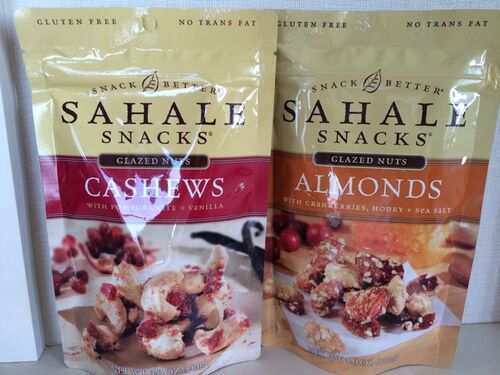 GLUTEN FREE NO TRANS FAT
SNACK BETTER®
SAHALE
SNACKS®
GLAZED NUTS
CASHEWS
WITH POMEGRANATE + VANILLA
GLUTEN FREE NO TRANS FAT
SNACK BETTER®
SAHALE
SNACKS®
GLAZED NUTS
ALMONDS
WITH CRANBERRIES, HONEY + SEA SALT